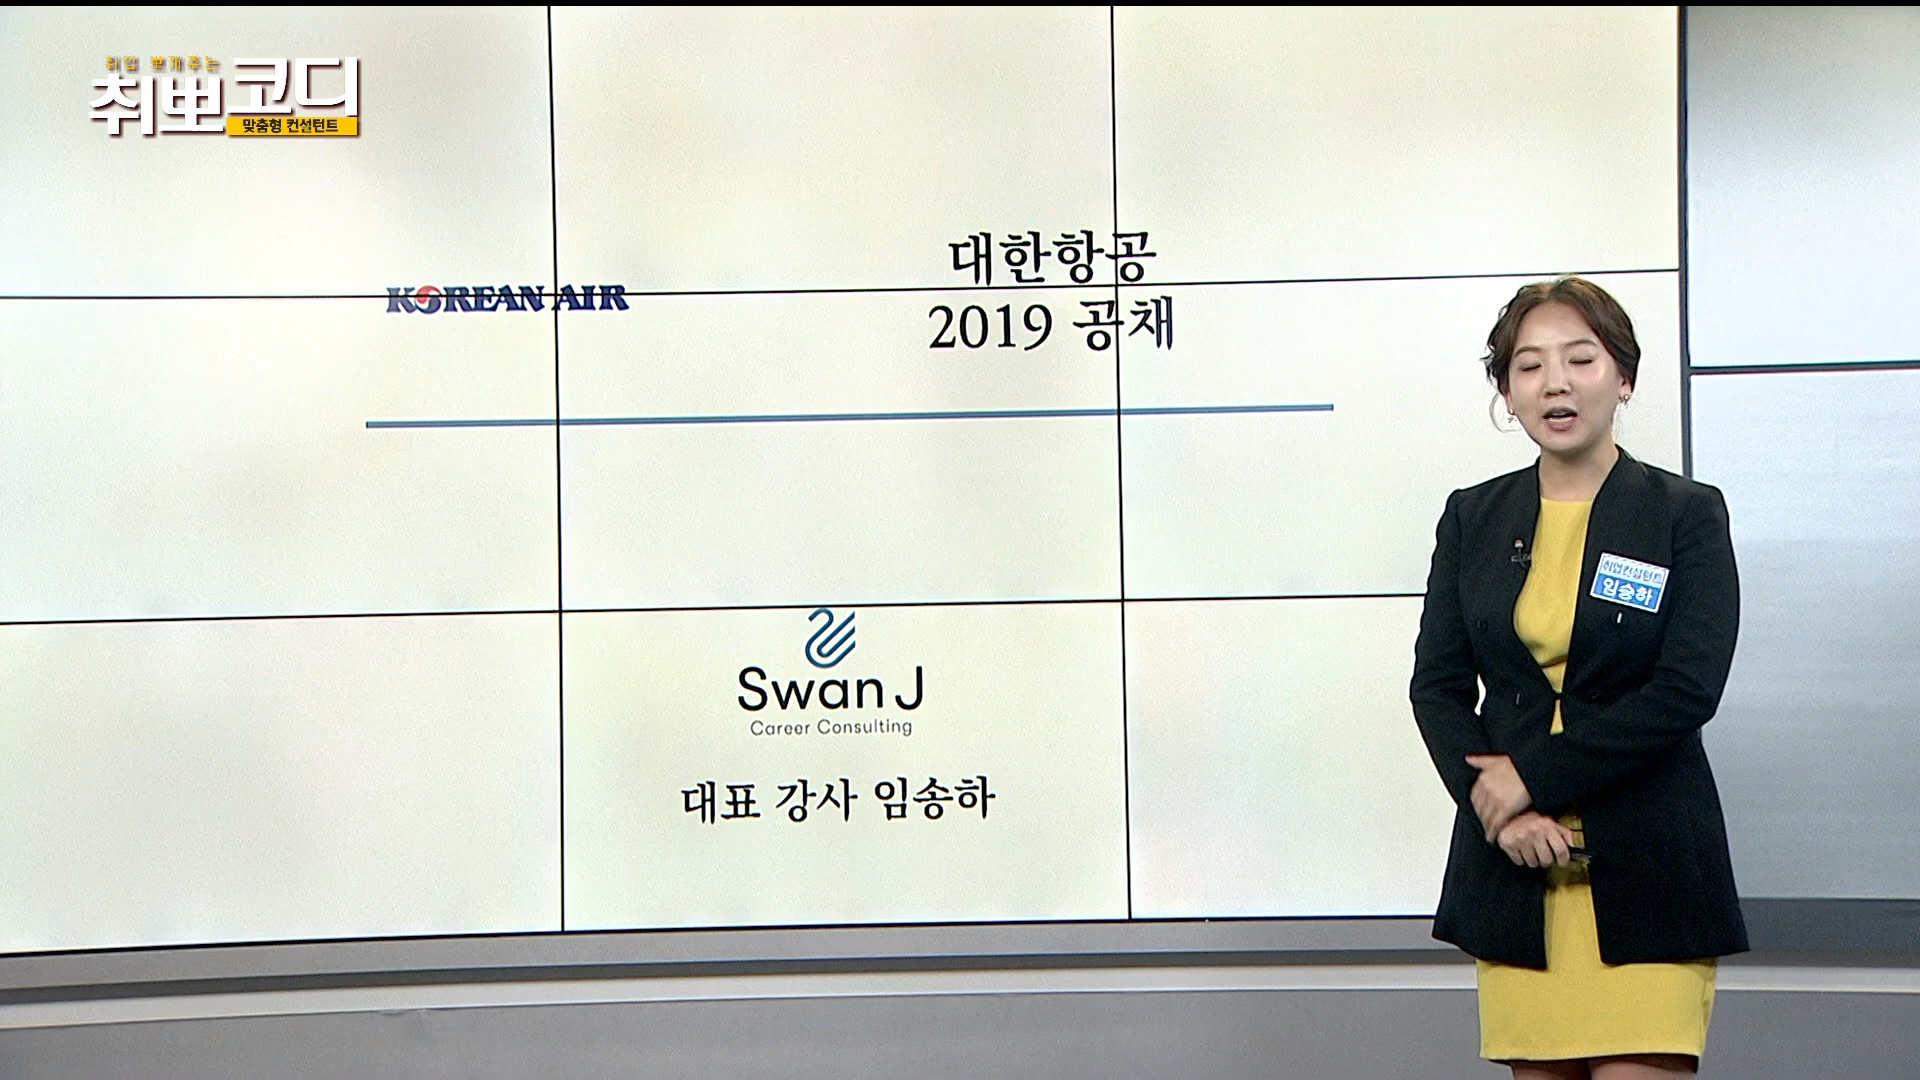 취업 뽀개주는
취뽀코디
맞춤형 컨설턴트
KOREAN AIR
대한항공
2019 공채
Swan J
Career Consulting
대표 강사 임송하
취업컨설턴트
임송하